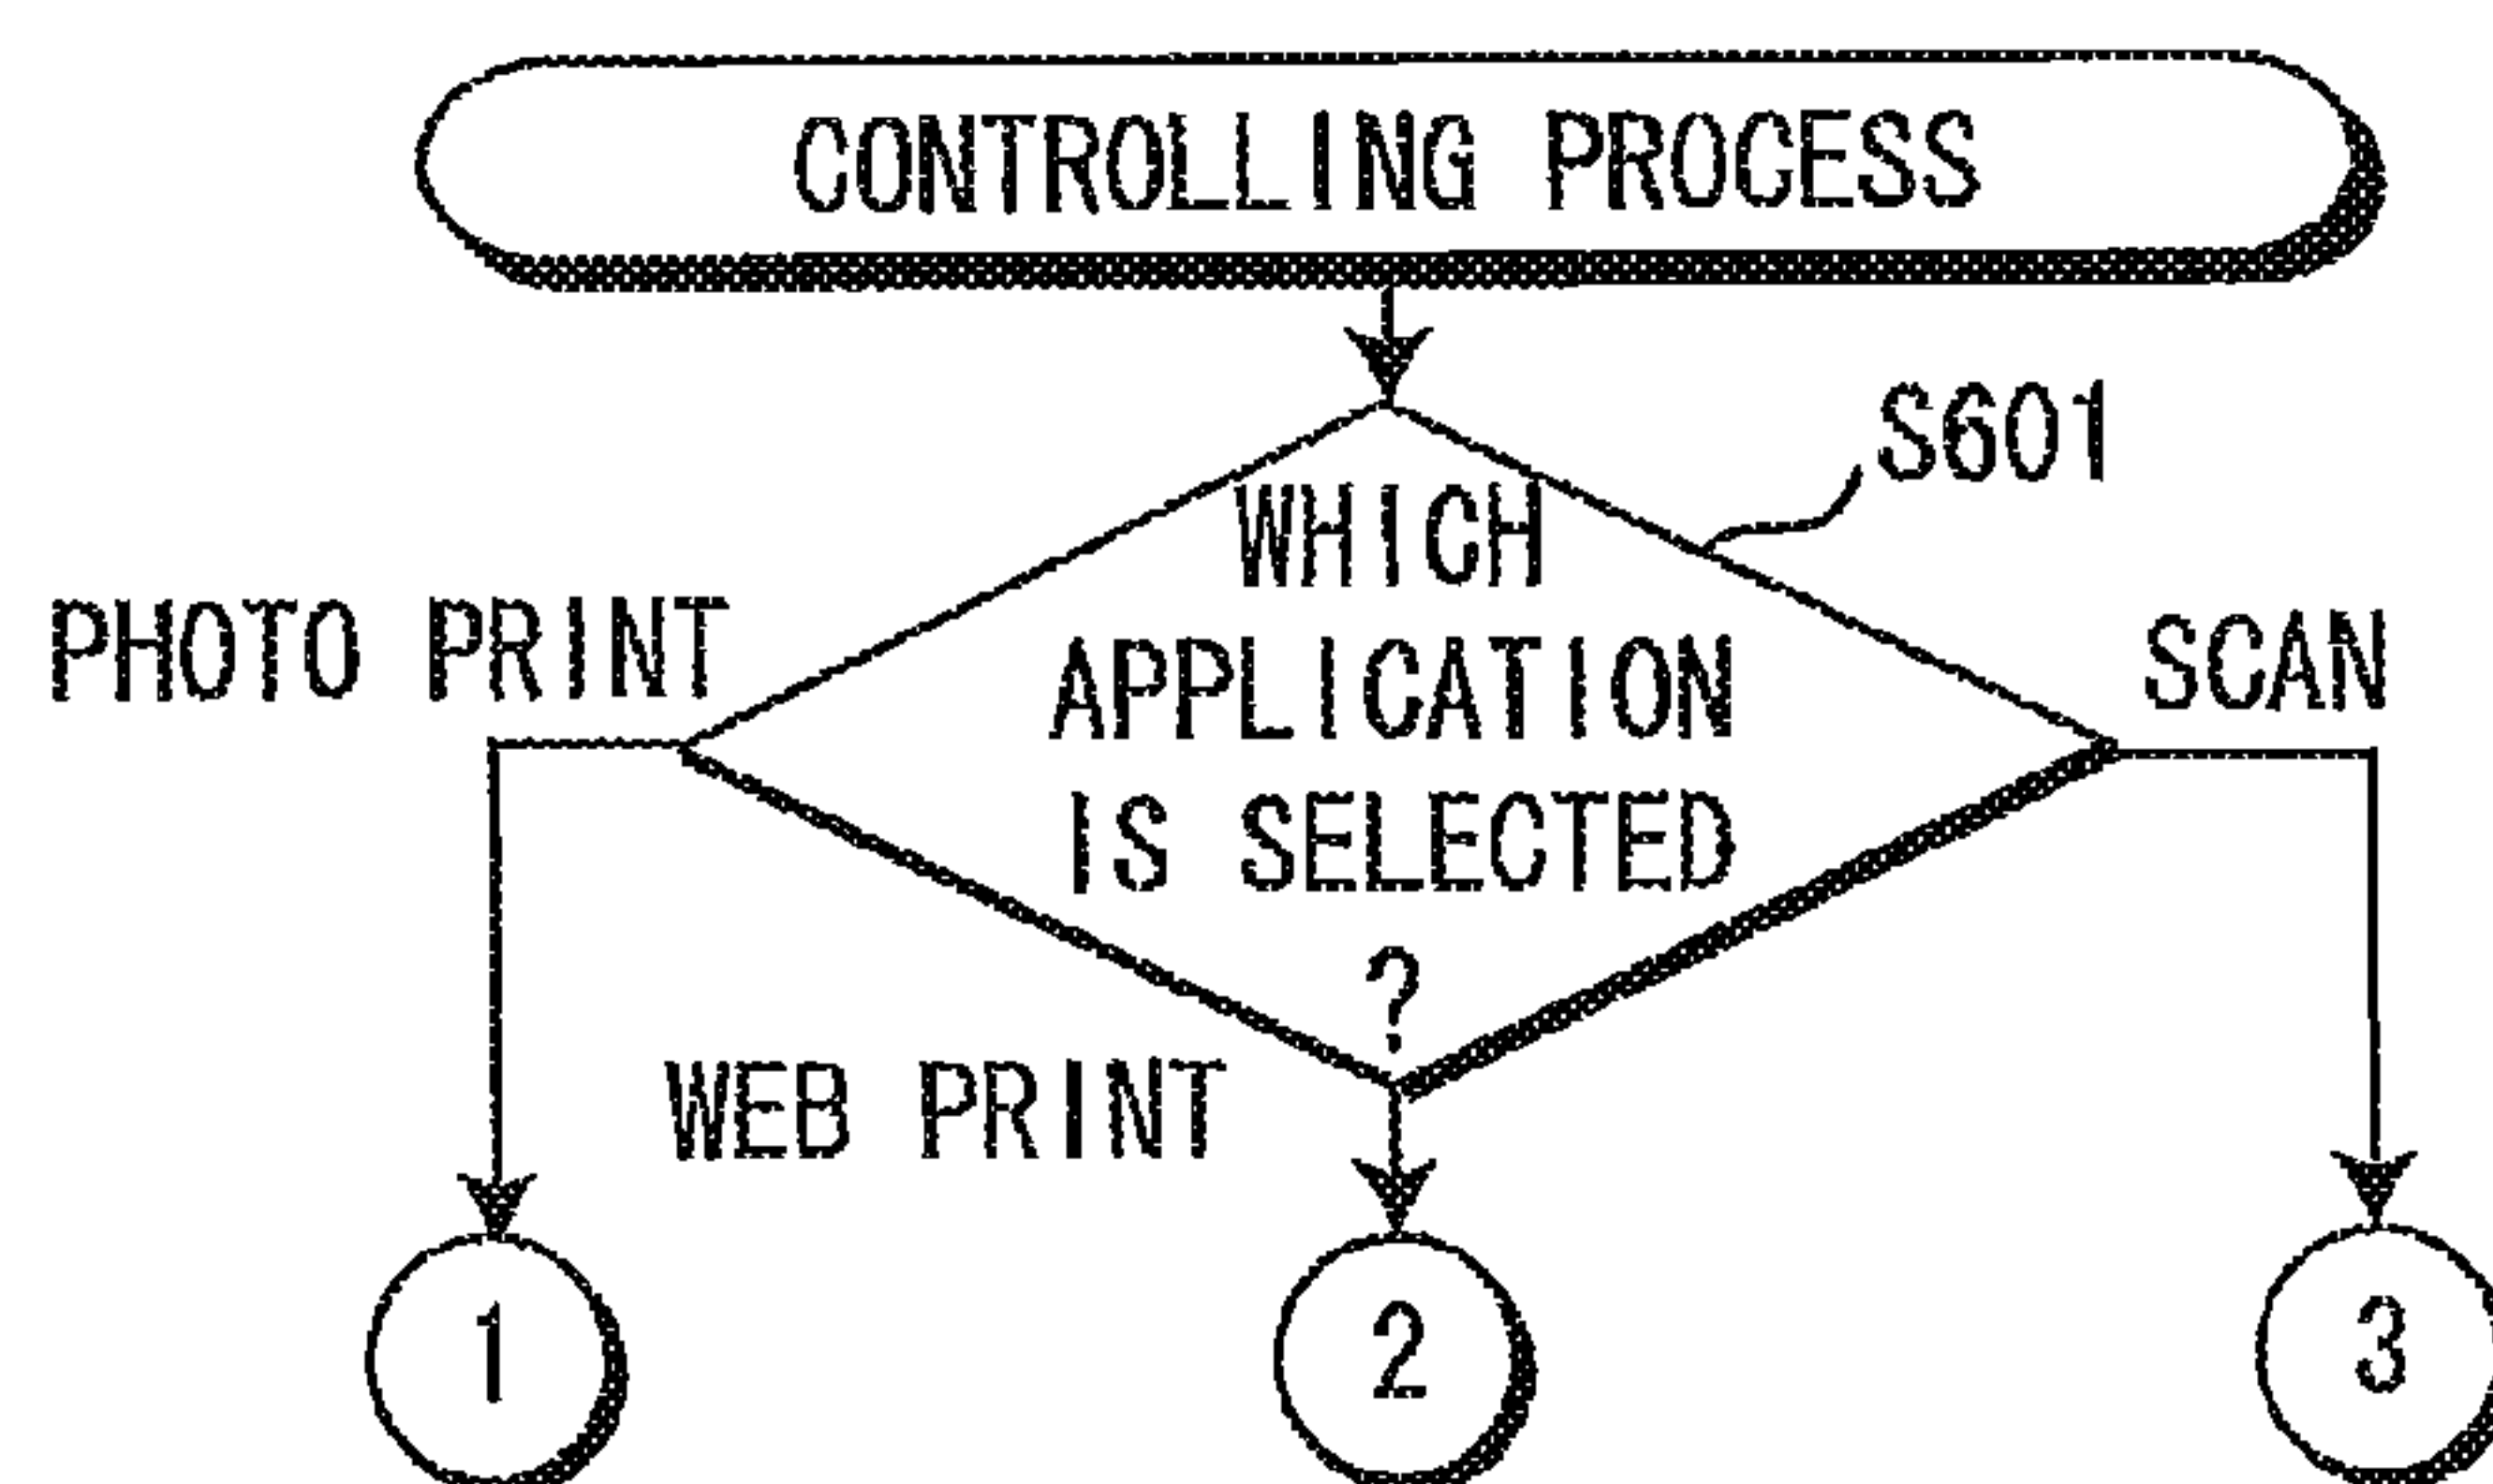 CONTROLLING PROCESS
S601
WHICH
APPLICATION
IS SELECTED
?
PHOTO PRINT
SCAN
WEB PRINT
1
2
3